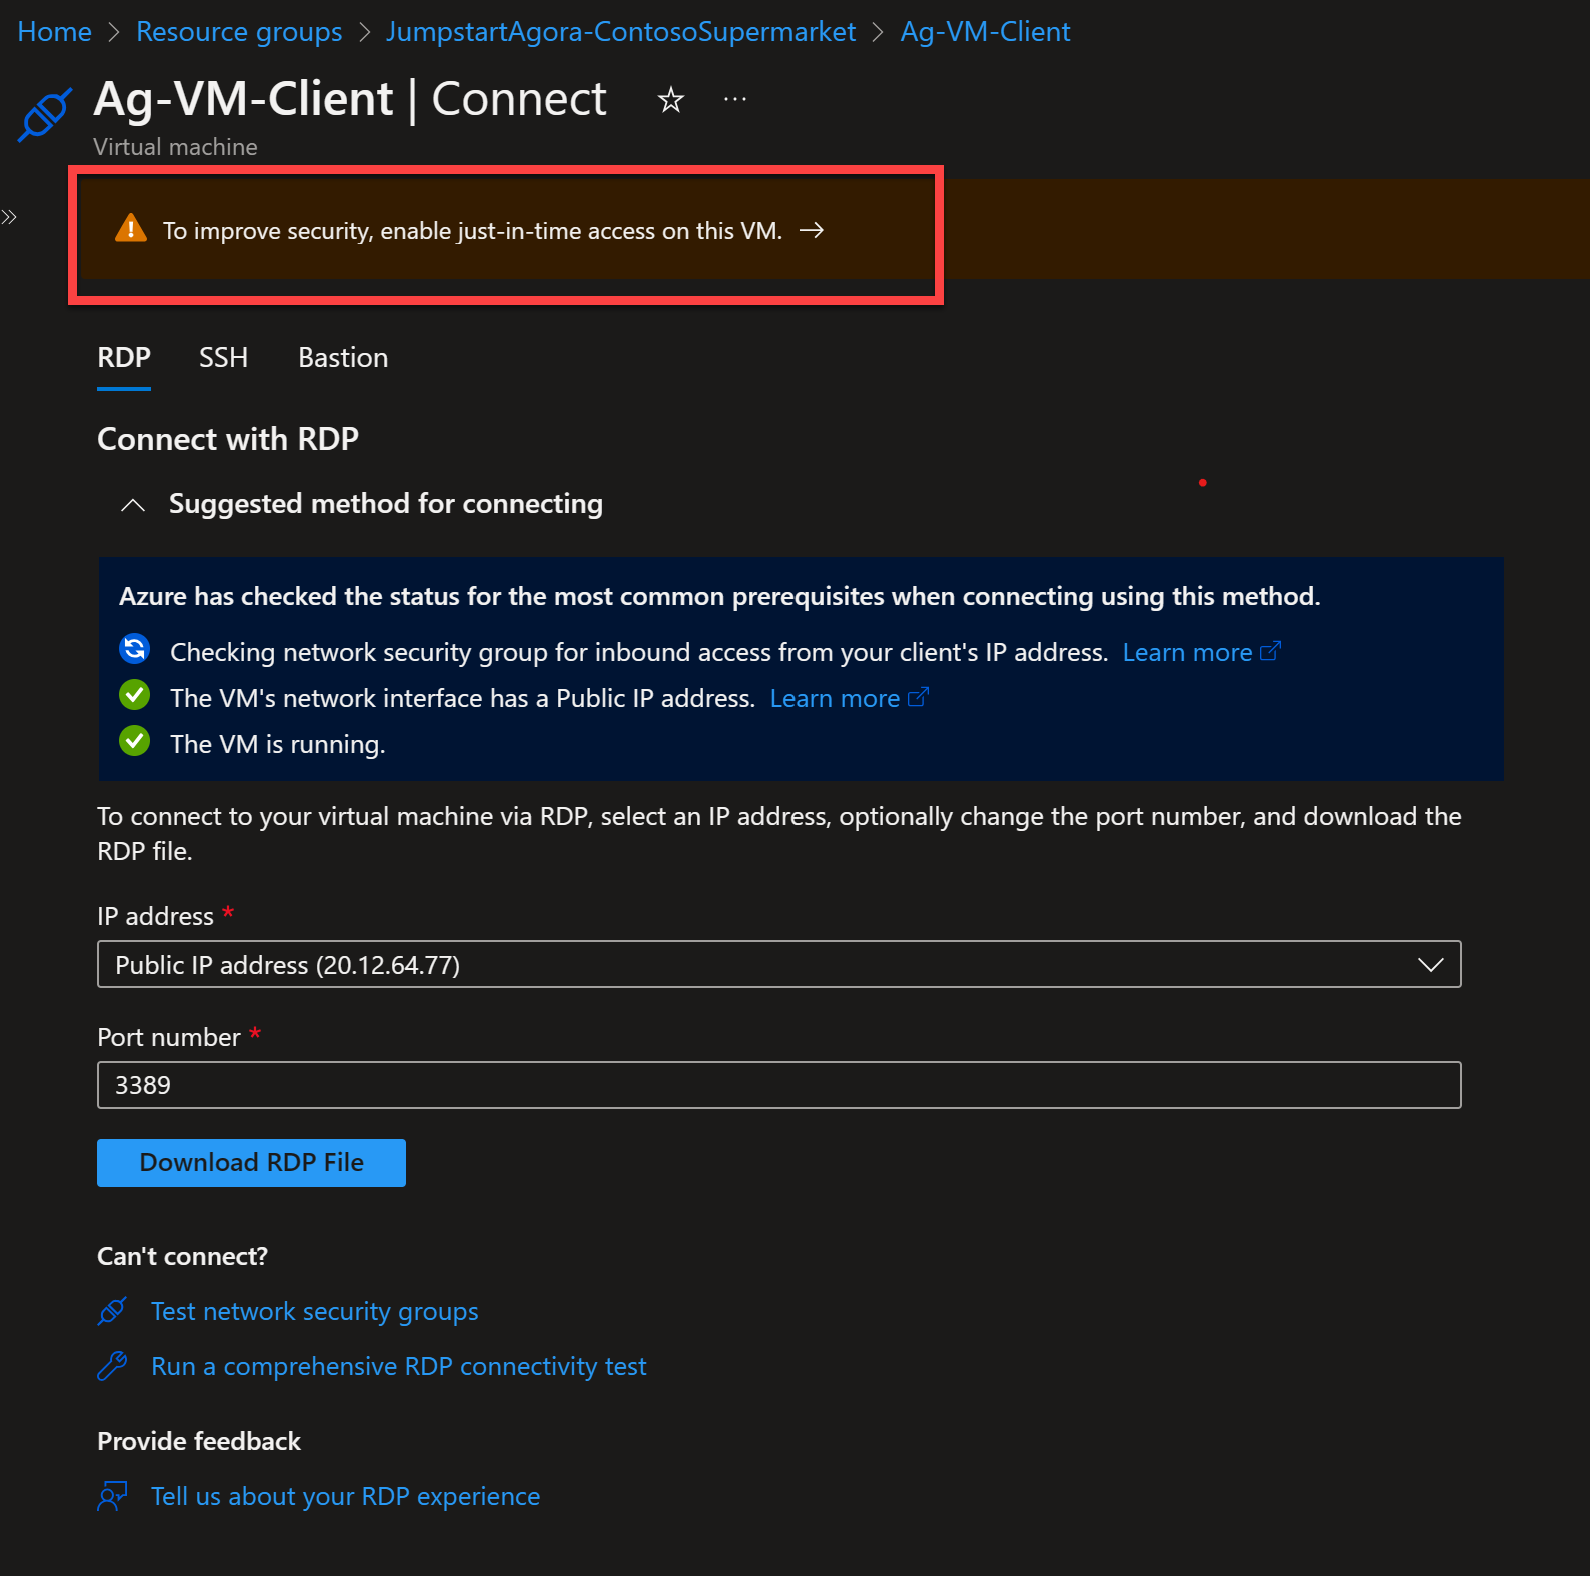 Home > Resource groups > JumpstartAgora-ContosoSupermarket > Ag-VM-Client
Ag-VM-Client | Connect
Virtual machine
To improve security, enable just-in-time access on this VM. →
RDP SSH Bastion
Connect with RDP
Suggested method for connecting
Azure has checked the status for the most common prerequisites when connecting using this method.
Checking network security group for inbound access from your client's IP address. Learn more
The VM's network interface has a Public IP address. Learn more
The VM is running.
To connect to your virtual machine via RDP, select an IP address, optionally change the port number, and download the
RDP file.
IP address *
Public IP address (20.12.64.77)
Port number *
3389
Download RDP File
Can't connect?
Test network security groups
Run a comprehensive RDP connectivity test
Provide feedback
Tell us about your RDP experience